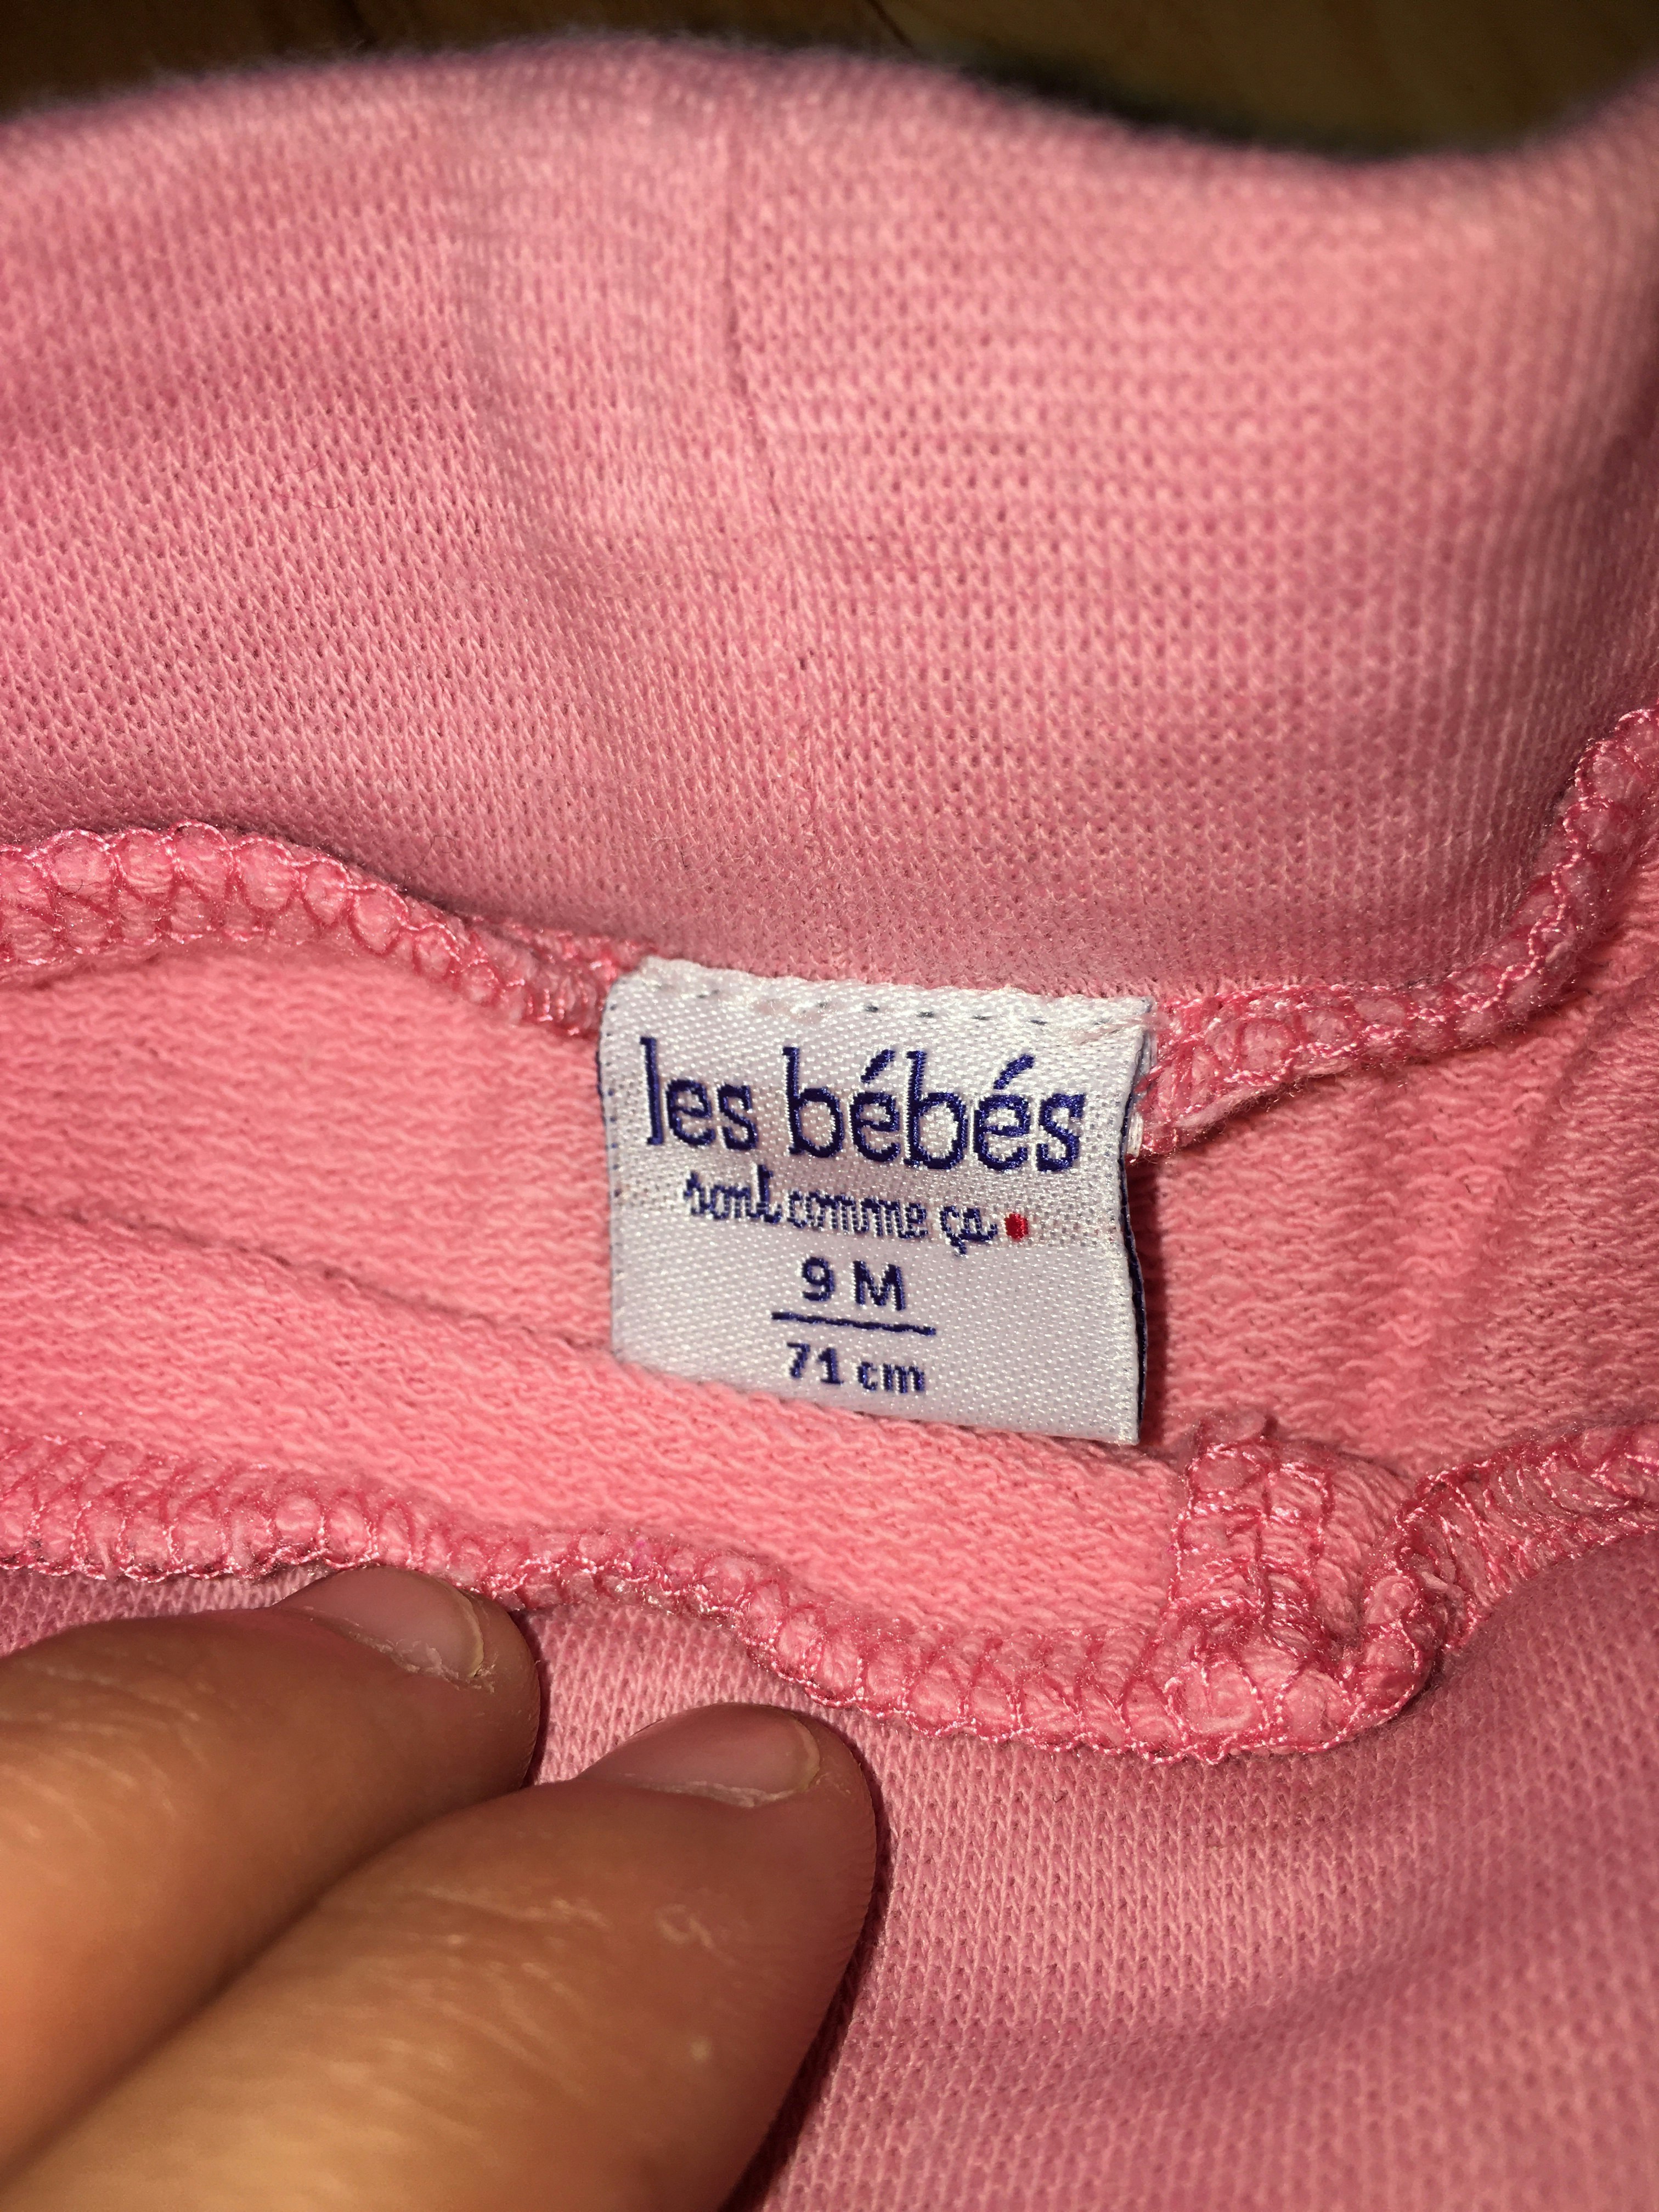 les bébés
sont comme ça
9 M
71 cm